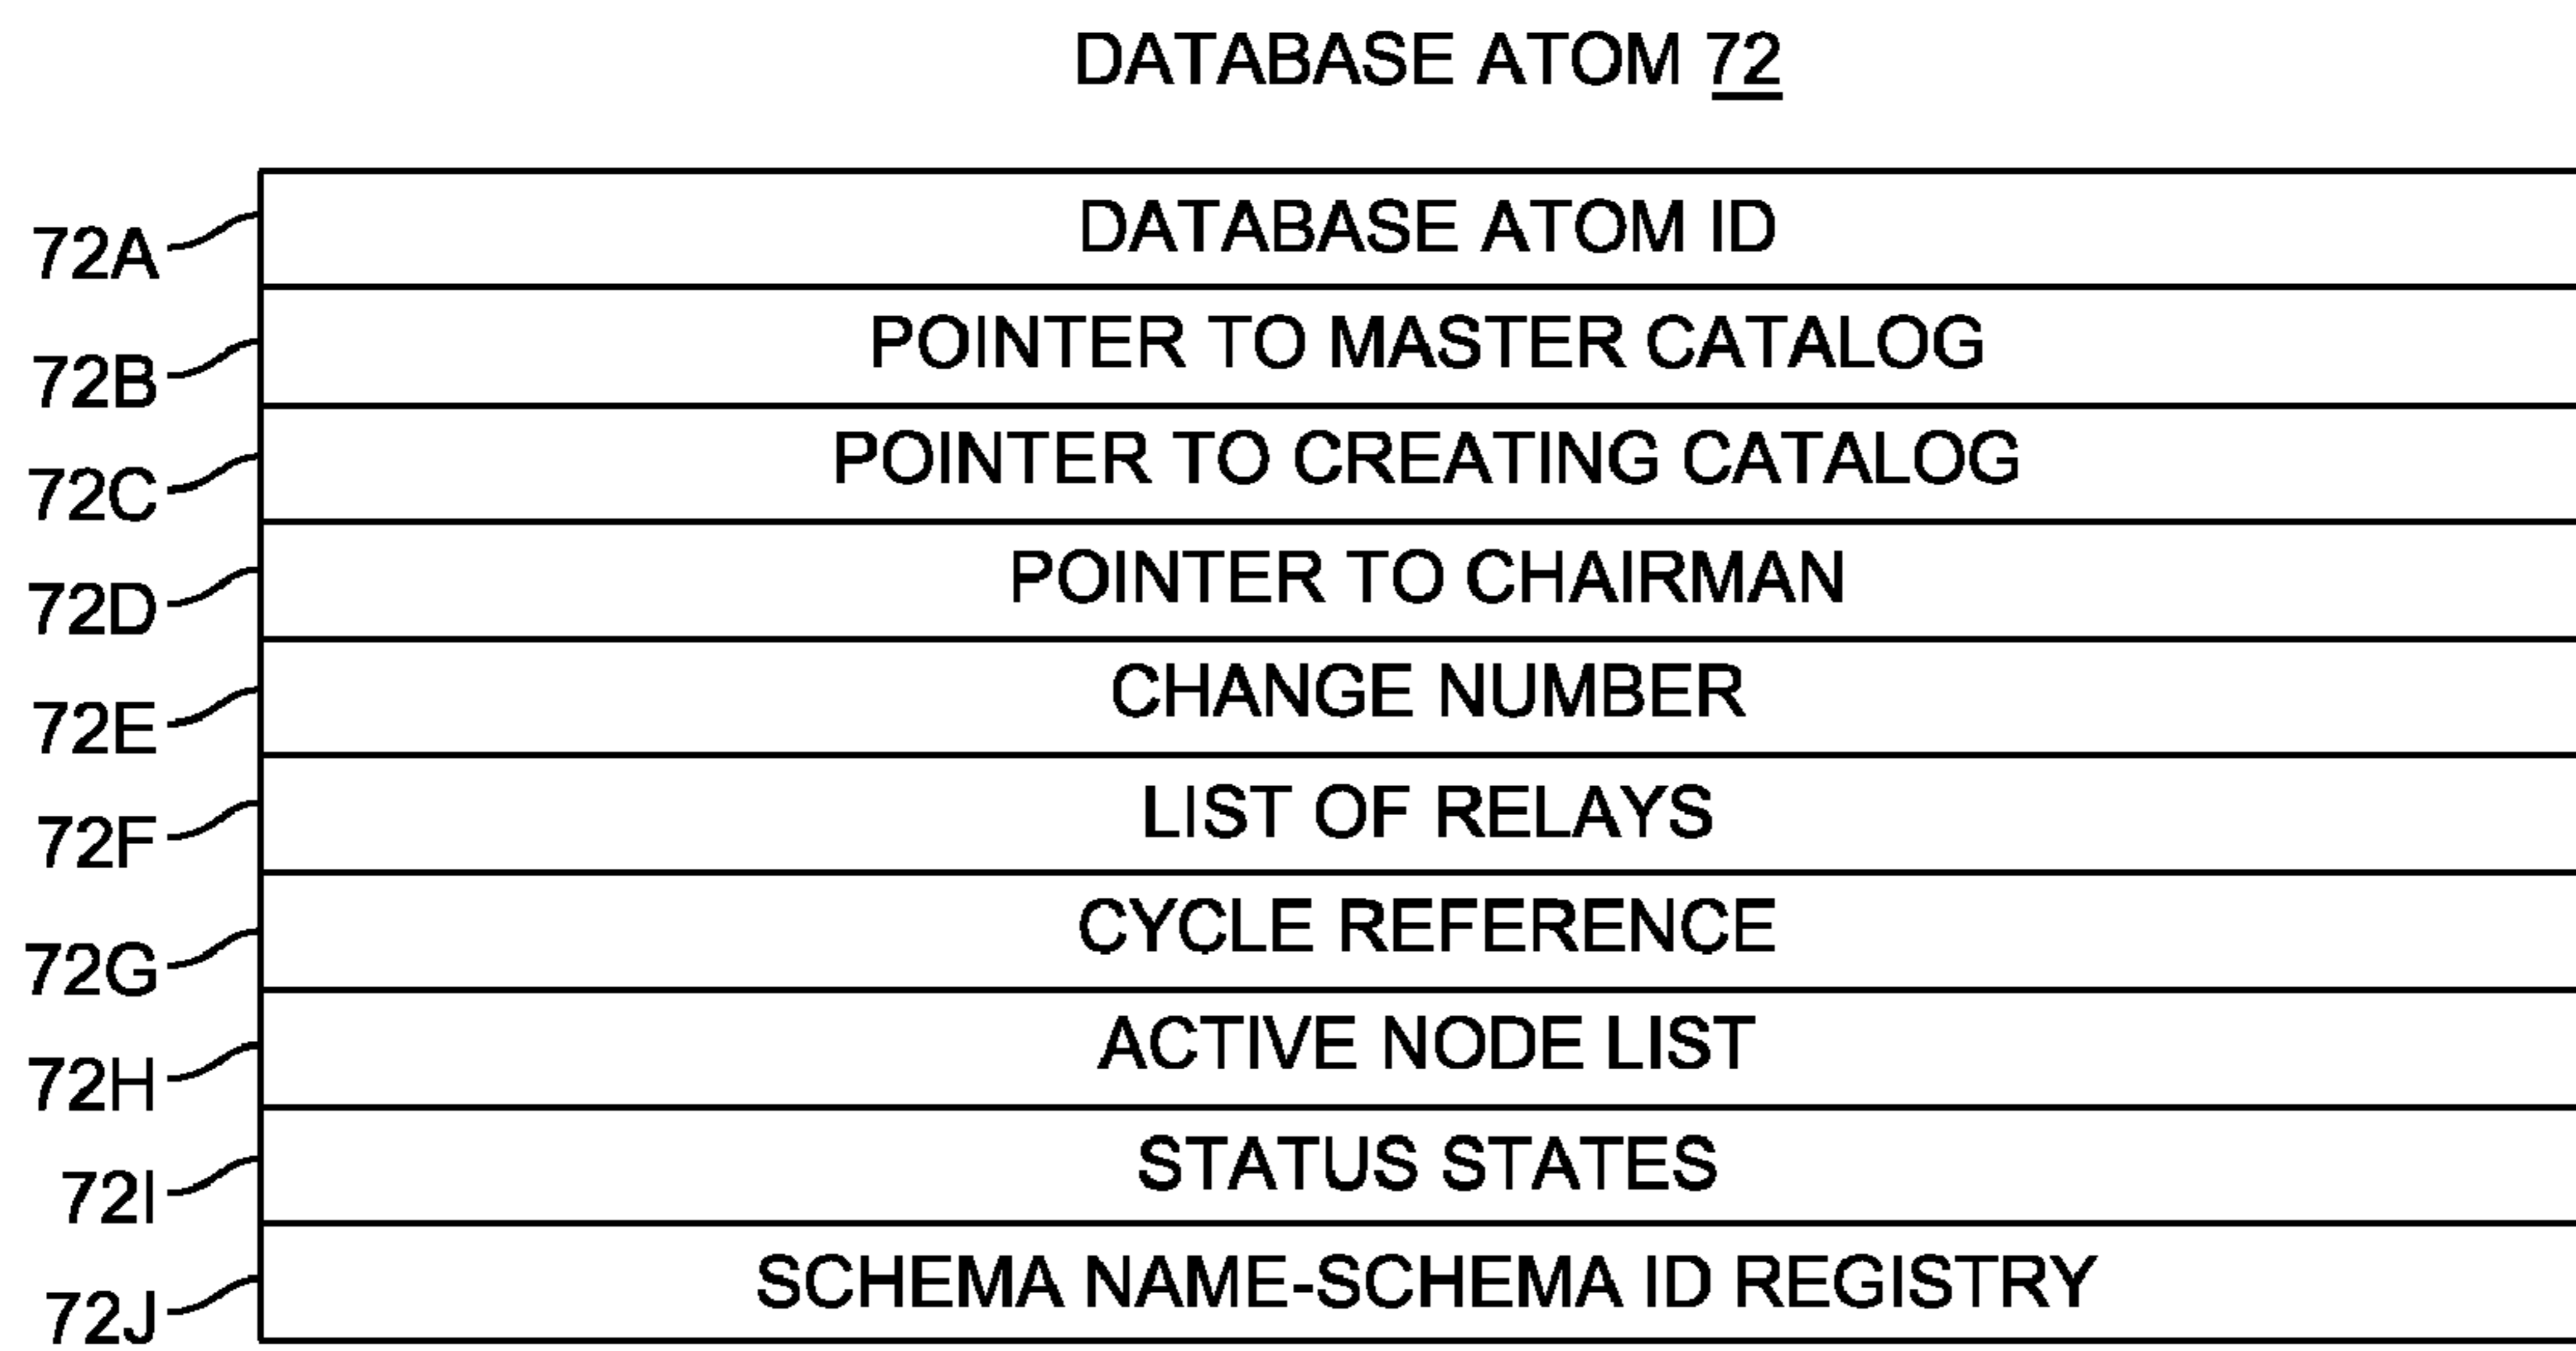 DATABASE ATOM 72
72A DATABASE ATOM ID
72B POINTER TO MASTER CATALOG
72C POINTER TO CREATING CATALOG
72D POINTER TO CHAIRMAN
72E CHANGE NUMBER
72F LIST OF RELAYS
72G CYCLE REFERENCE
72H ACTIVE NODE LIST
72I STATUS STATES
72J SCHEMA NAME-SCHEMA ID REGISTRY